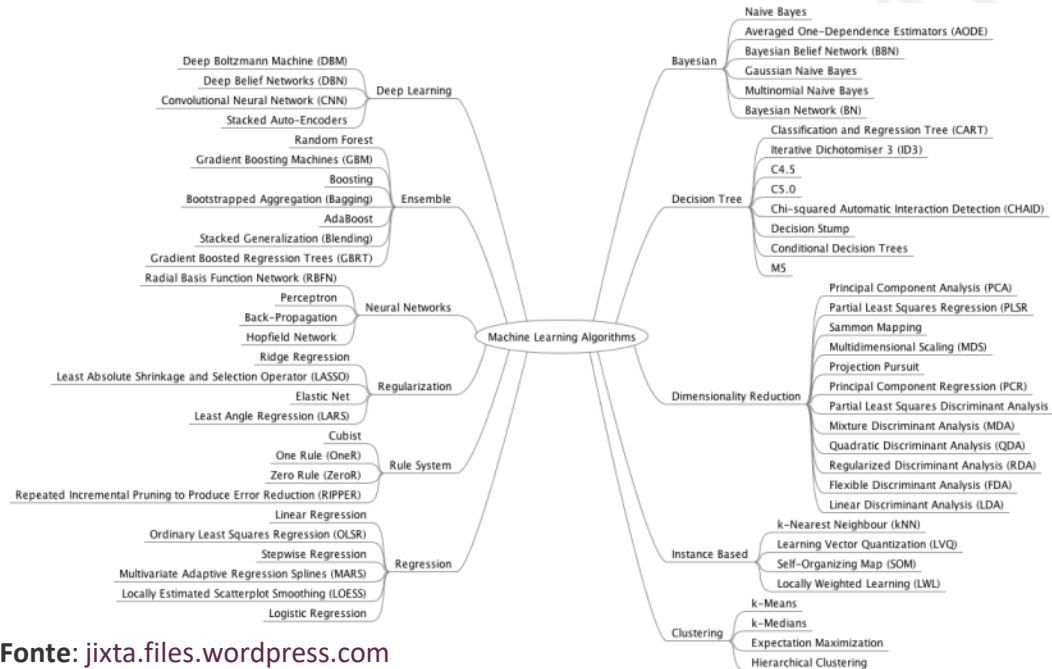 Machine Learning Algorithms
Deep Learning
Deep Boltzmann Machine (DBM)
Deep Belief Networks (DBN)
Convolutional Neural Network (CNN)
Stacked Auto-Encoders
Ensemble
Random Forest
Gradient Boosting Machines (GBM)
Boosting
Bootstrapped Aggregation (Bagging)
AdaBoost
Stacked Generalization (Blending)
Gradient Boosted Regression Trees (GBRT)
Neural Networks
Radial Basis Function Network (RBFN)
Perceptron
Back-Propagation
Hopfield Network
Regularization
Ridge Regression
Least Absolute Shrinkage and Selection Operator (LASSO)
Elastic Net
Least Angle Regression (LARS)
Rule System
Cubist
One Rule (OneR)
Zero Rule (ZeroR)
Repeated Incremental Pruning to Produce Error Reduction (RIPPER)
Regression
Linear Regression
Ordinary Least Squares Regression (OLSR)
Stepwise Regression
Multivariate Adaptive Regression Splines (MARS)
Locally Estimated Scatterplot Smoothing (LOESS)
Logistic Regression
Bayesian
Naive Bayes
Averaged One-Dependence Estimators (AODE)
Bayesian Belief Network (BBN)
Gaussian Naive Bayes
Multinomial Naive Bayes
Bayesian Network (BN)
Decision Tree
Classification and Regression Tree (CART)
Iterative Dichotomiser 3 (ID3)
C4.5
C5.0
Chi-squared Automatic Interaction Detection (CHAID)
Decision Stump
Conditional Decision Trees
M5
Dimensionality Reduction
Principal Component Analysis (PCA)
Partial Least Squares Regression (PLSR
Sammon Mapping
Multidimensional Scaling (MDS)
Projection Pursuit
Principal Component Regression (PCR)
Partial Least Squares Discriminant Analysis
Mixture Discriminant Analysis (MDA)
Quadratic Discriminant Analysis (QDA)
Regularized Discriminant Analysis (RDA)
Flexible Discriminant Analysis (FDA)
Linear Discriminant Analysis (LDA)
Instance Based
k-Nearest Neighbour (kNN)
Learning Vector Quantization (LVQ)
Self-Organizing Map (SOM)
Locally Weighted Learning (LWL)
Clustering
k-Means
k-Medians
Expectation Maximization
Hierarchical Clustering
Fonte: jixta.files.wordpress.com